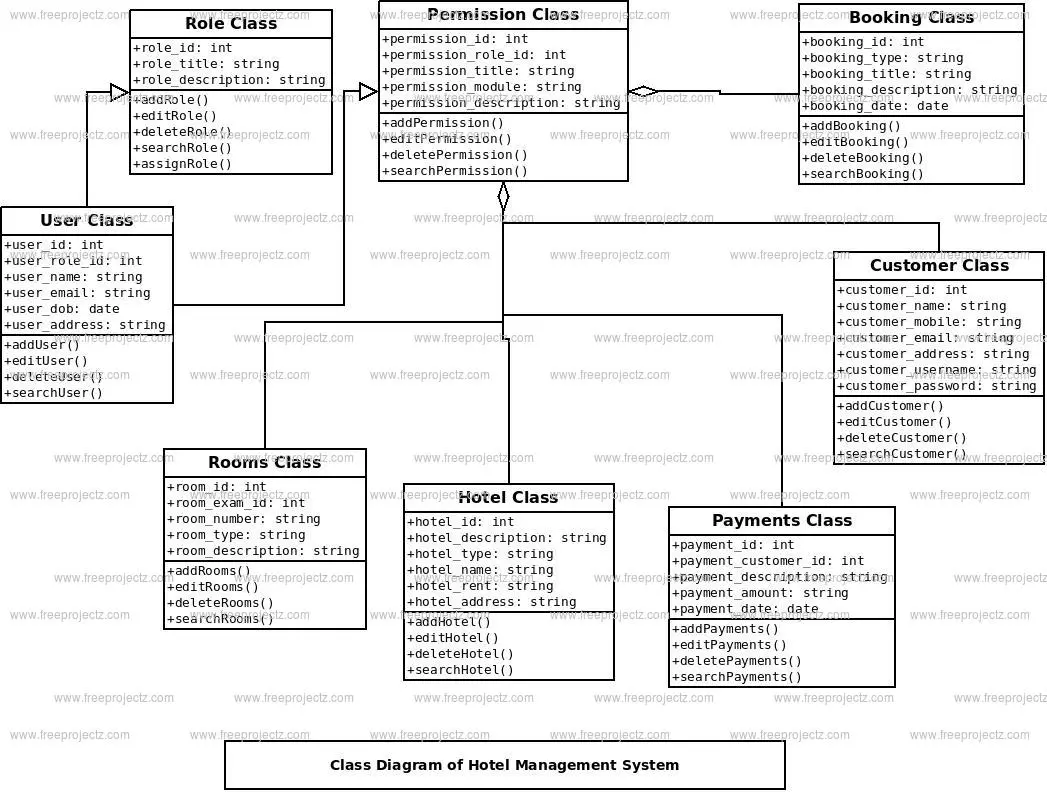 Role Class
+role_id: int
+role_title: string
+role_description: string
+addRole()
+editRole()
+deleteRole()
+searchRole()
+assignRole()
Permission Class
+permission_id: int
+permission_role_id: int
+permission_title: string
+permission_module: string
+permission_description: string
+addPermission()
+editPermission()
+deletePermission()
+searchPermission()
Booking Class
+booking_id: int
+booking_type: string
+booking_title: string
+booking_description: string
+booking_date: date
+addBooking()
+editBooking()
+deleteBooking()
+searchBooking()
User Class
+user_id: int
+user_role_id: int
+user_name: string
+user_email: string
+user_dob: date
+user_address: string
+addUser()
+editUser()
+deleteUser()
+searchUser()
Customer Class
+customer_id: int
+customer_name: string
+customer_mobile: string
+customer_email: string
+customer_address: string
+customer_username: string
+customer_password: string
+addCustomer()
+editCustomer()
+deleteCustomer()
+searchCustomer()
Rooms Class
+room_id: int
+room_exam_id: int
+room_number: string
+room_type: string
+room_description: string
+addRooms()
+editRooms()
+deleteRooms()
+searchRooms()
Hotel Class
+hotel_id: int
+hotel_description: string
+hotel_type: string
+hotel_name: string
+hotel_rent: string
+hotel_address: string
+addHotel()
+editHotel()
+deleteHotel()
+searchHotel()
Payments Class
+payment_id: int
+payment_customer_id: int
+payment_description: string
+payment_amount: string
+payment_date: date
+addPayments()
+editPayments()
+deletePayments()
+searchPayments()
Class Diagram of Hotel Management System
www.freeprojectz.com